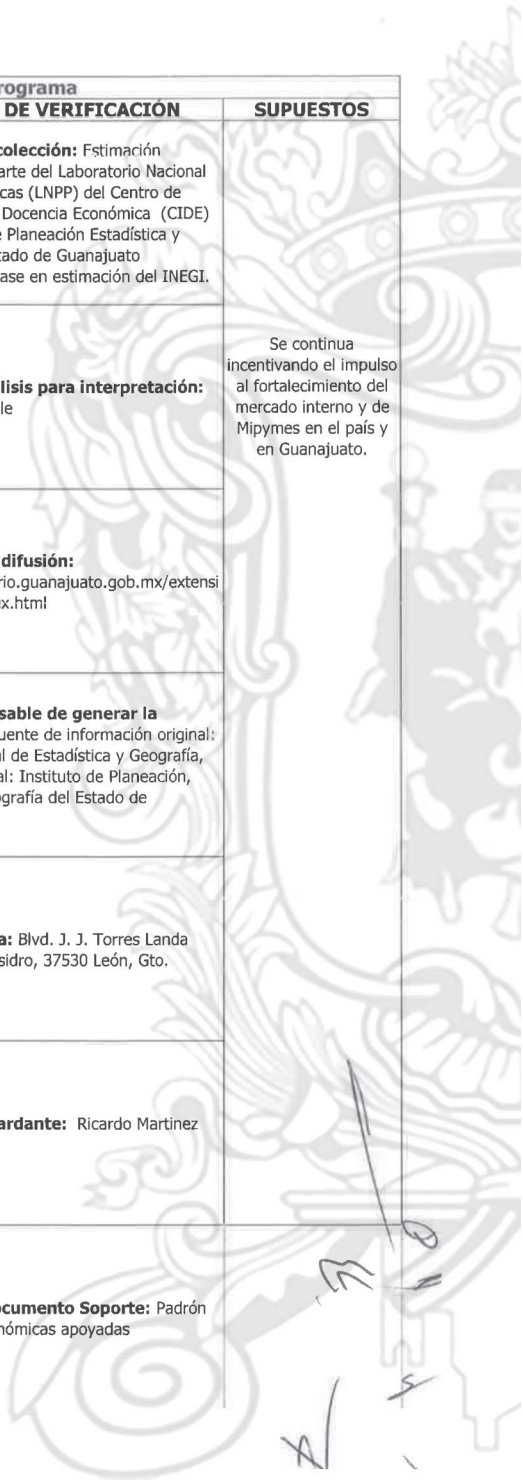 rograma
DE VERIFICACIÓN
SUPUESTOS
colección: Estimación
arte del Laboratorio Nacional
cas (LNPP) del Centro de
Docencia Económica (CIDE)
e Planeación Estadística y
tado de Guanajuato
ase en estimación del INEGI.
lisis para interpretación:
le
difusión:
rio.guanajuato.gob.mx/extensi
x.html
sable de generar la
uente de información original:
al de Estadística y Geografía,
al: Instituto de Planeación,
ografía del Estado de
a: Blvd. J. J. Torres Landa
sidro, 37530 León, Gto.
ardante: Ricardo Martinez
ocumento Soporte: Padrón
nómicas apoyadas
Se continua
incentivando el impulso
al fortalecimiento del
mercado interno y de
Mipymes en el país y
en Guanajuato.